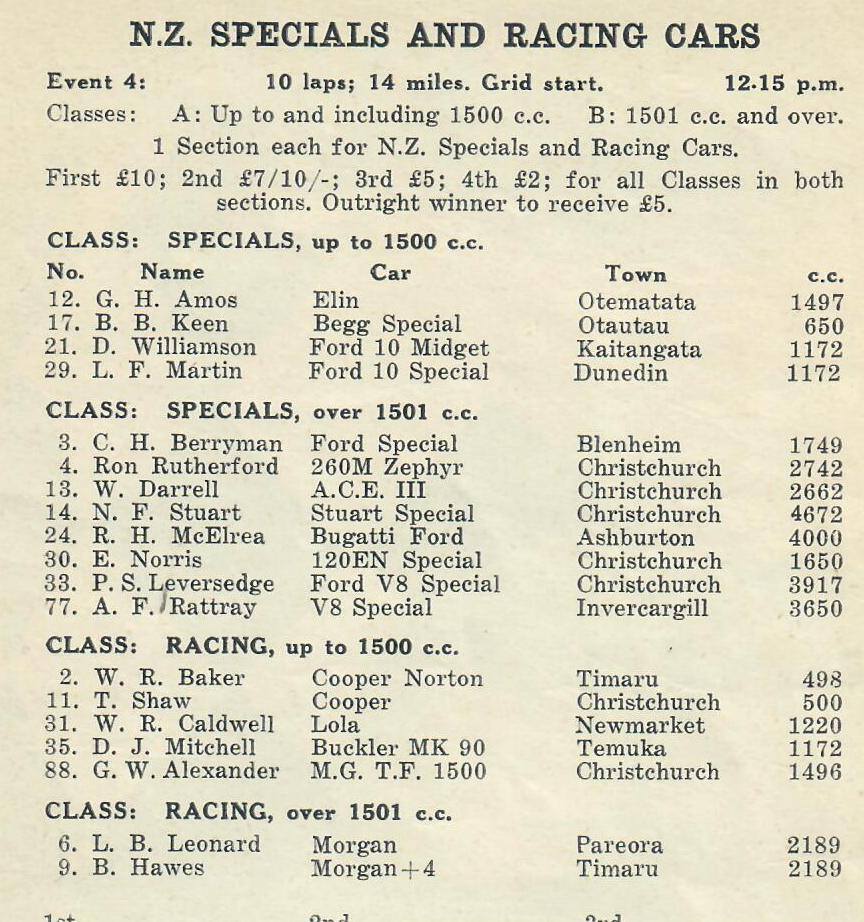 N.Z. SPECIALS AND RACING CARS
Event 4: 10 laps; 14 miles. Grid start. 12.15 p.m.
Classes: A: Up to and including 1500 c.c. B: 1501 c.c. and over.
1 Section each for N.Z. Specials and Racing Cars.
First £10; 2nd £7/10/-; 3rd £5; 4th £2; for all Classes in both
sections. Outright winner to receive £5.
CLASS: SPECIALS, up to 1500 c.c.
No. Name Car Town c.c.
12. G. H. Amos Elin Otematata 1497
17. B. B. Keen Begg Special Otautau 650
21. D. Williamson Ford 10 Midget Kaitangata 1172
29. L. F. Martin Ford 10 Special Dunedin 1172
CLASS: SPECIALS, over 1501 c.c.
3. C. H. Berryman Ford Special Blenheim 1749
4. Ron Rutherford 260M Zephyr Christchurch 2742
13. W. Darrell A.C.E. III Christchurch 2662
14. N. F. Stuart Stuart Special Christchurch 4672
24. R. H. McElrea Bugatti Ford Ashburton 4000
30. E. Norris 120EN Special Christchurch 1650
33. P. S. Leversedge Ford V8 Special Christchurch 3917
77. A. F. Rattray V8 Special Invercargill 3650
CLASS: RACING, up to 1500 c.c.
2. W. R. Baker Cooper Norton Timaru 498
11. T. Shaw Cooper Christchurch 500
31. W. R. Caldwell Lola Newmarket 1220
35. D. J. Mitchell Buckler MK 90 Temuka 1172
88. G. W. Alexander M.G. T.F. 1500 Christchurch 1496
CLASS: RACING, over 1501 c.c.
6. L. B. Leonard Morgan Pareora 2189
9. B. Hawes Morgan+4 Timaru 2189